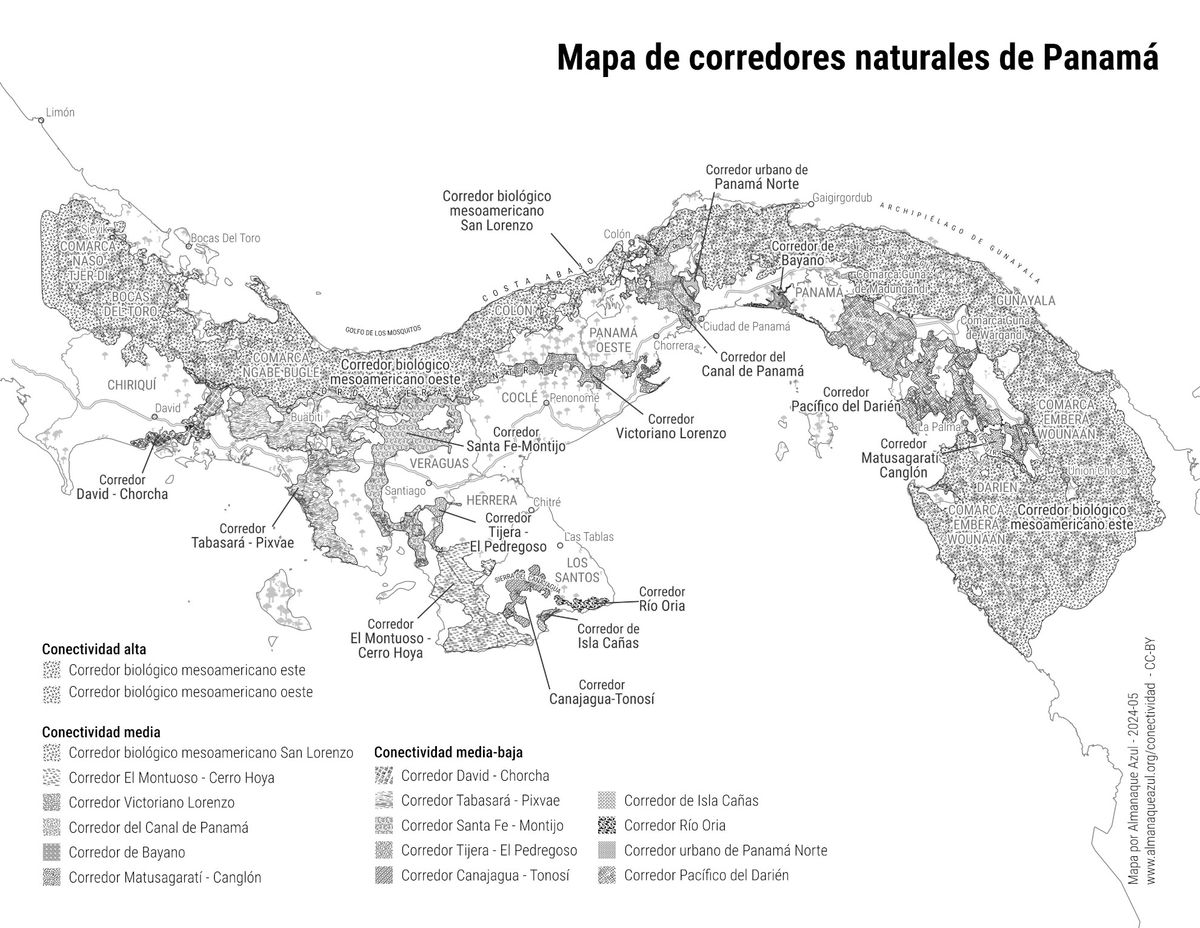 Mapa de corredores naturales de Panamá
Limón
Corredor urbano de
Panamá Norte
Corredor biológico
mesoamericano
San Lorenzo
Gaigirgordub
ARCHIPIÉLAGO DE GUNAYALA
Sieyik
COMARCA
NASO
TJER DI
Bocas Del Toro
Colón
Corredor de
Bayano
COSTA ABAJO
Comarca Guna
de Madungandi
BOCAS
DEL TORO
PANAMÁ
GUNAYALA
COLÓN
GOLFO DE LOS MOSQUITOS
Ciudad de Panamá
Comarca Guna
de Wargandi
PANAMÁ
OESTE
Chorrera
COMARCA
NGABE BUGLE
Corredor biológico
mesoamericano oeste
Corredor del
Canal de Panamá
CHIRIQUÍ
COCLÉ
Penonomé
Corredor
Pacífico del Darién
COMARCA
EMBERA
WOUNAAN
David
Buabiti
Corredor
Victoriano Lorenzo
La Palma
Corredor
Santa Fe-Montijo
Corredor
Matusagaratí
Canglón
VERAGUAS
Unión Chocó
Corredor
David - Chorcha
Santiago
HERRERA
Chitré
DARIÉN
COMARCA
EMBERA
WOUNAAN
Corredor biológico
mesoamericano este
Corredor
Tabasará - Pixvae
Corredor
Tijera -
El Pedregoso
Las Tablas
LOS
SANTOS
SIERRA DEL CANAJAGUA
Corredor
Río Oria
Corredor
El Montuoso -
Cerro Hoya
Corredor de
Isla Cañas
Corredor
Canajagua-Tonosí
Conectividad alta
Corredor biológico mesoamericano este
Corredor biológico mesoamericano oeste
Conectividad media
Corredor biológico mesoamericano San Lorenzo
Corredor El Montuoso - Cerro Hoya
Corredor Victoriano Lorenzo
Corredor del Canal de Panamá
Corredor de Bayano
Corredor Matusagaratí - Canglón
Conectividad media-baja
Corredor David - Chorcha
Corredor Tabasará - Pixvae
Corredor Santa Fe - Montijo
Corredor Tijera - El Pedregoso
Corredor Canajagua - Tonosí
Corredor de Isla Cañas
Corredor Río Oria
Corredor urbano de Panamá Norte
Corredor Pacífico del Darién
Mapa por Almanaque Azul - 2024-05
www.almanaqueazul.org/conectividad - CC-BY